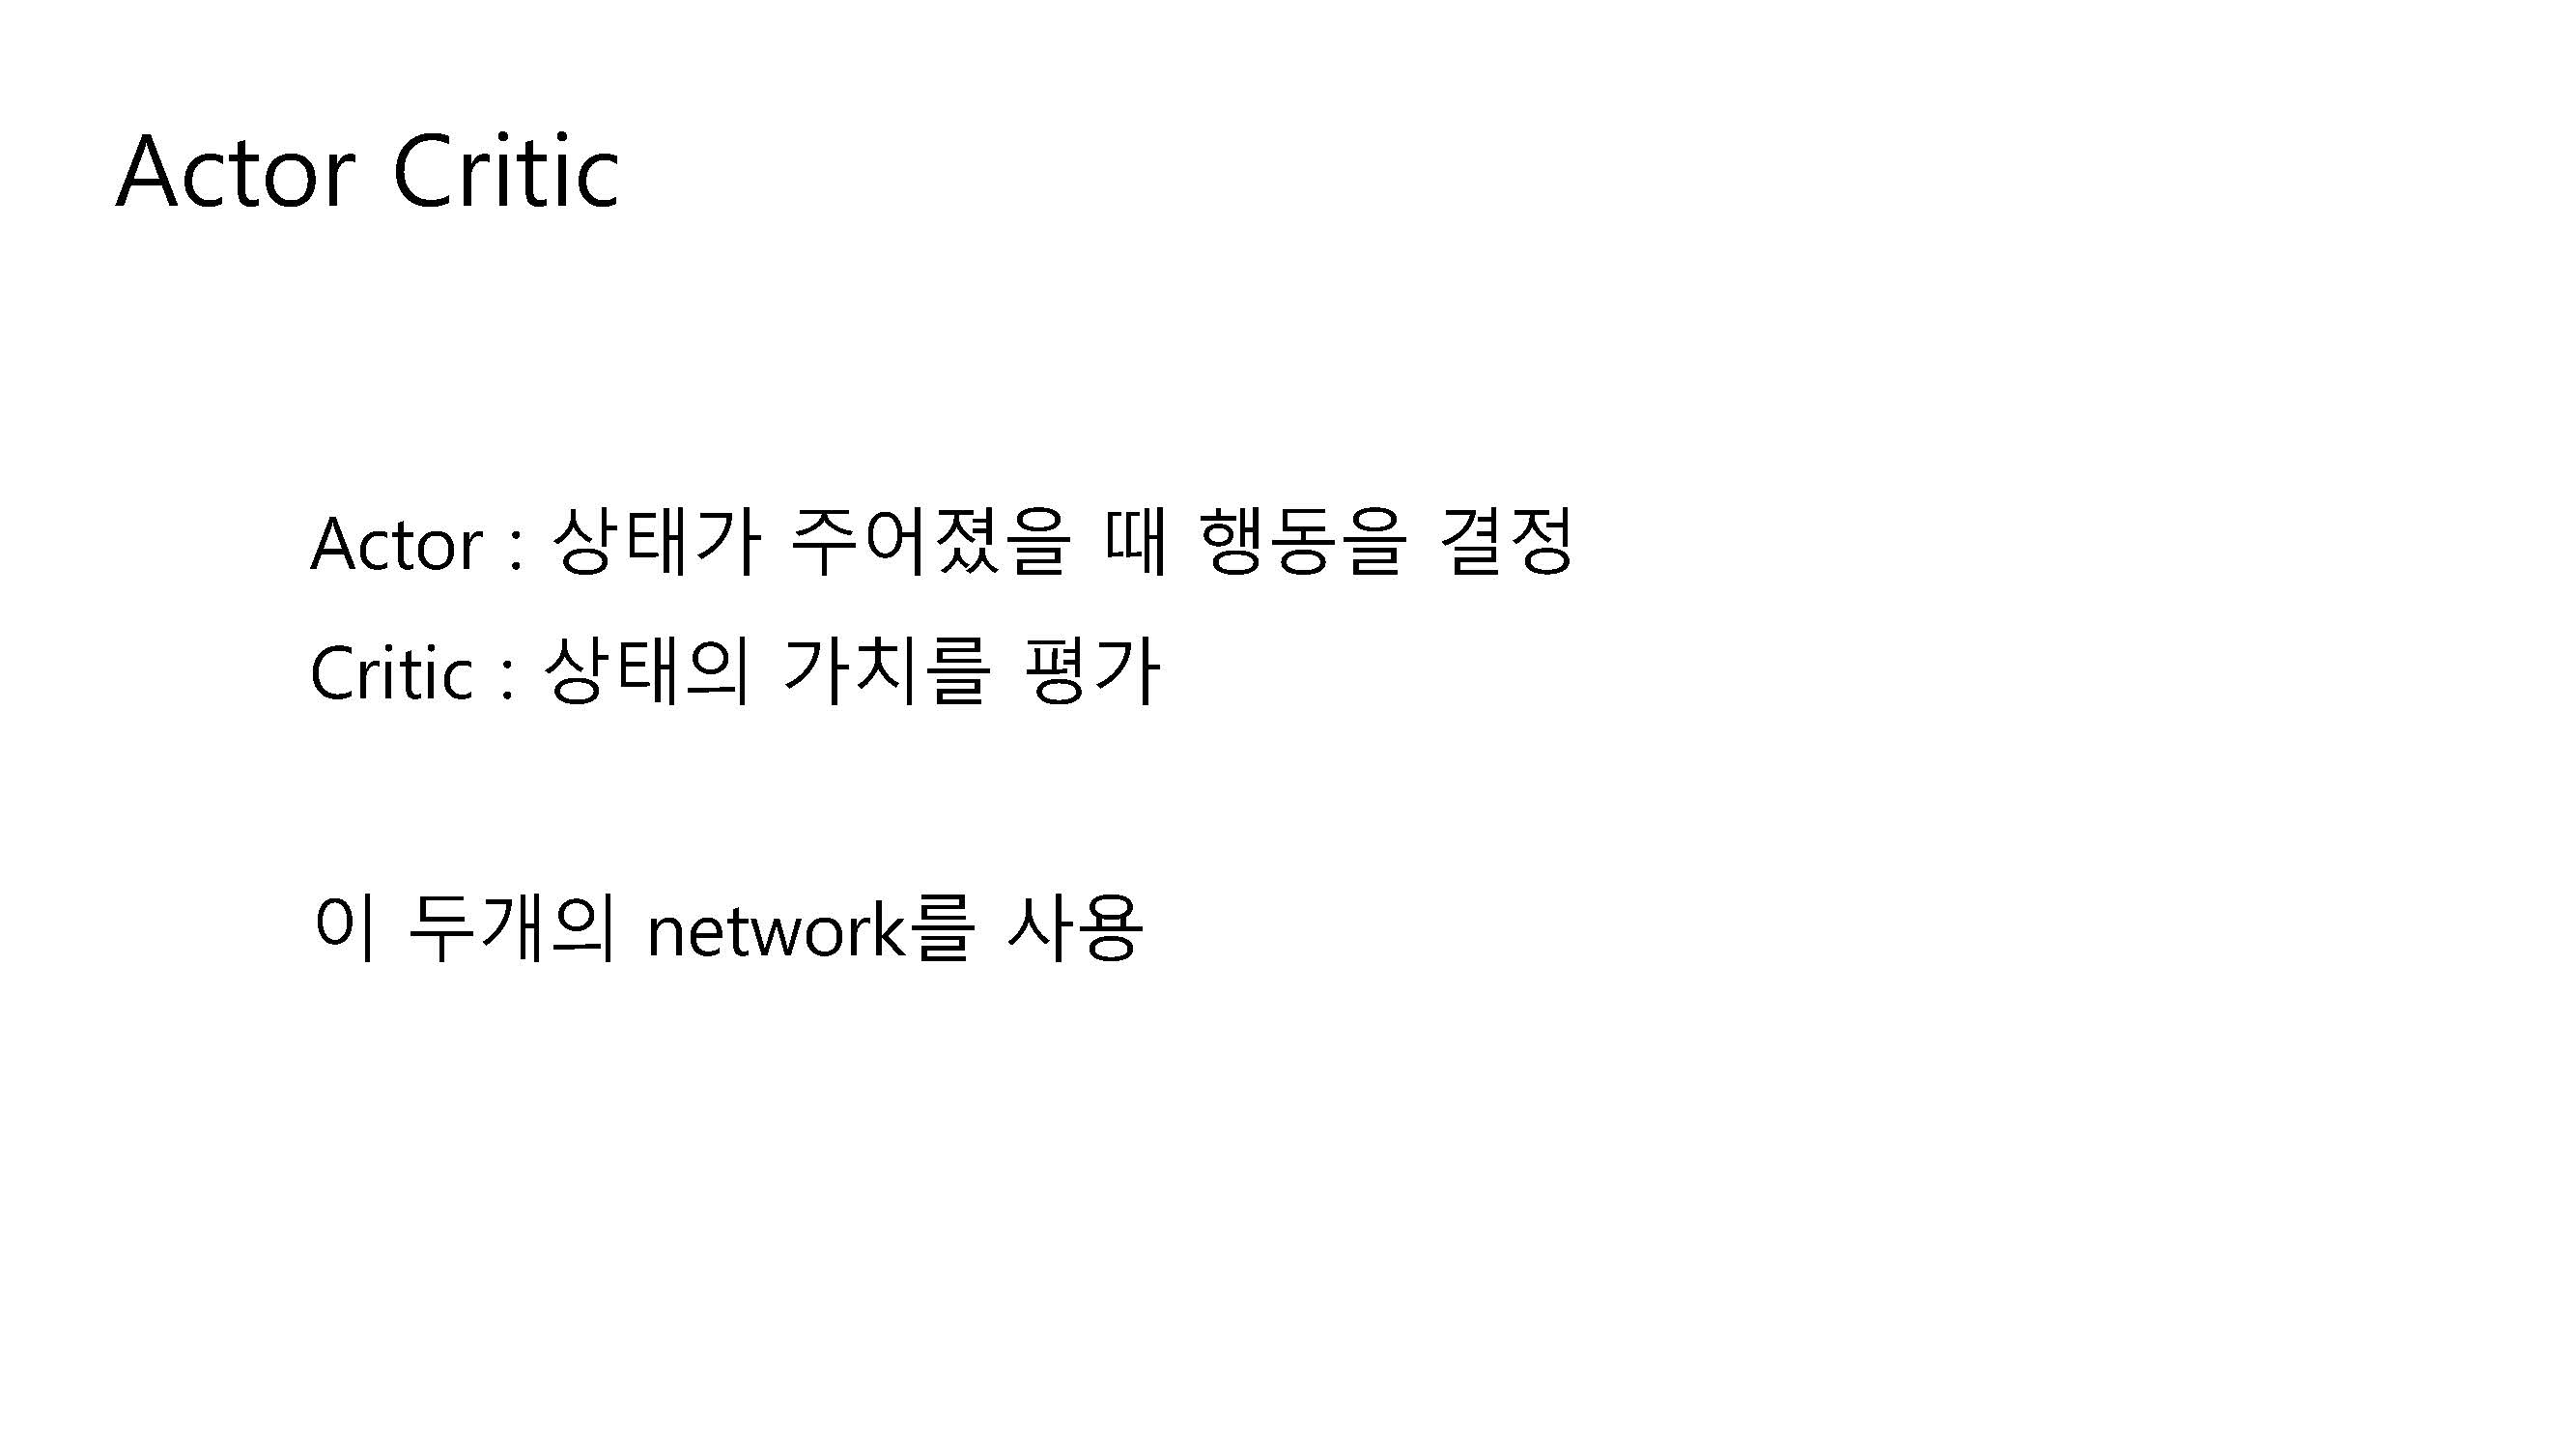 Actor Critic
Actor : 상태가 주어졌을 때 행동을 결정
Critic : 상태의 가치를 평가
이 두개의 network를 사용